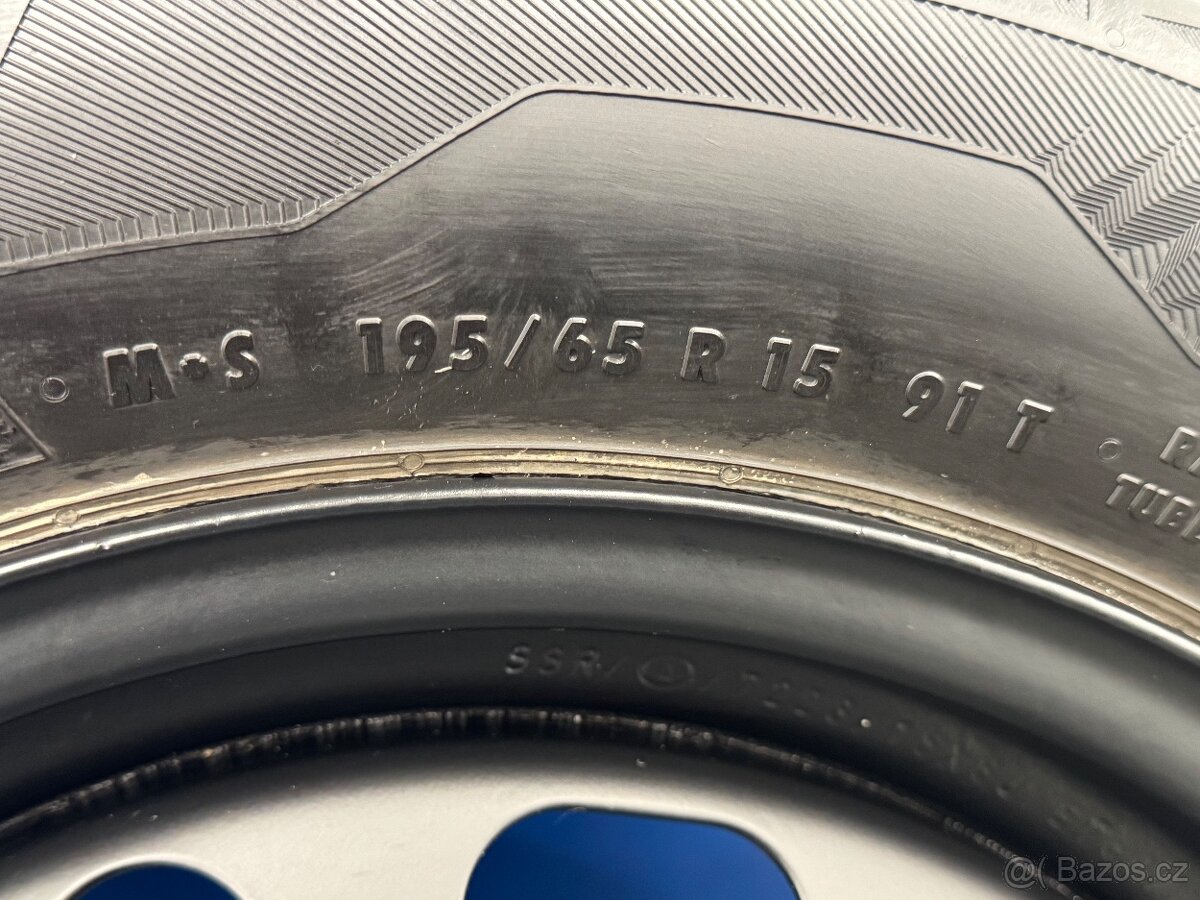 M+S 195/65 R 15 91 T
TUB
SSR/
@( Bazos.cz